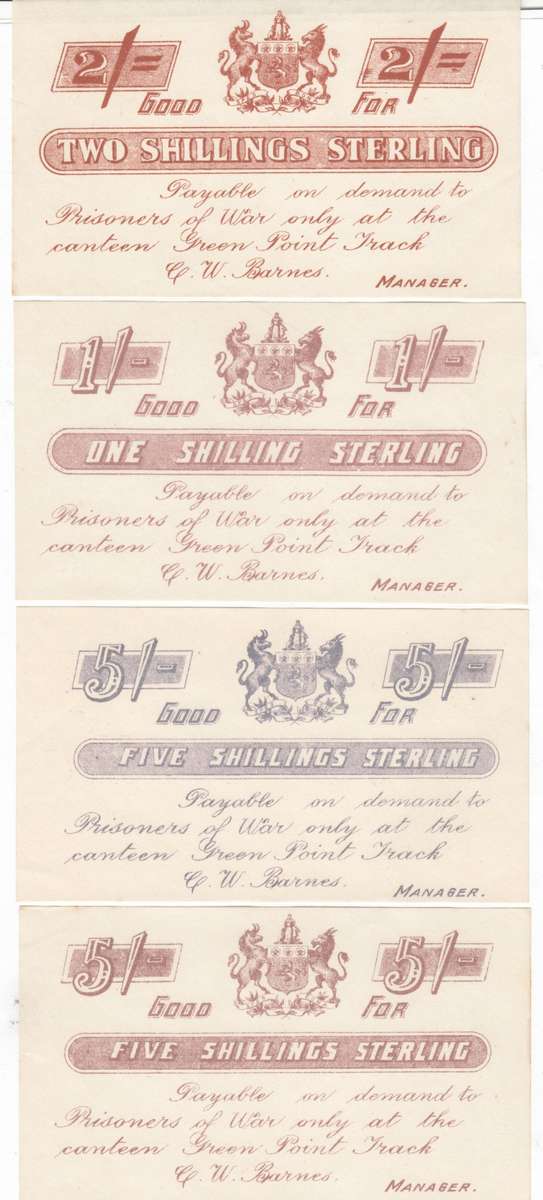 2/= 2/=
GOOD FOR
TWO SHILLINGS STERLING
Payable on demand to
Prisoners of War only at the
canteen Green Point Track
C. W. Barnes.
MANAGER.
1/- 1/-
GOOD FOR
ONE SHILLING STERLING
Payable on demand to
Prisoners of War only at the
canteen Green Point Track
C. W. Barnes.
MANAGER.
5/- 5/-
GOOD FOR
FIVE SHILLINGS STERLING
Payable on demand to
Prisoners of War only at the
canteen Green Point Track
C. W. Barnes.
MANAGER.
5/- 5/-
GOOD FOR
FIVE SHILLINGS STERLING
Payable on demand to
Prisoners of War only at the
canteen Green Point Track
C. W. Barnes.
MANAGER.